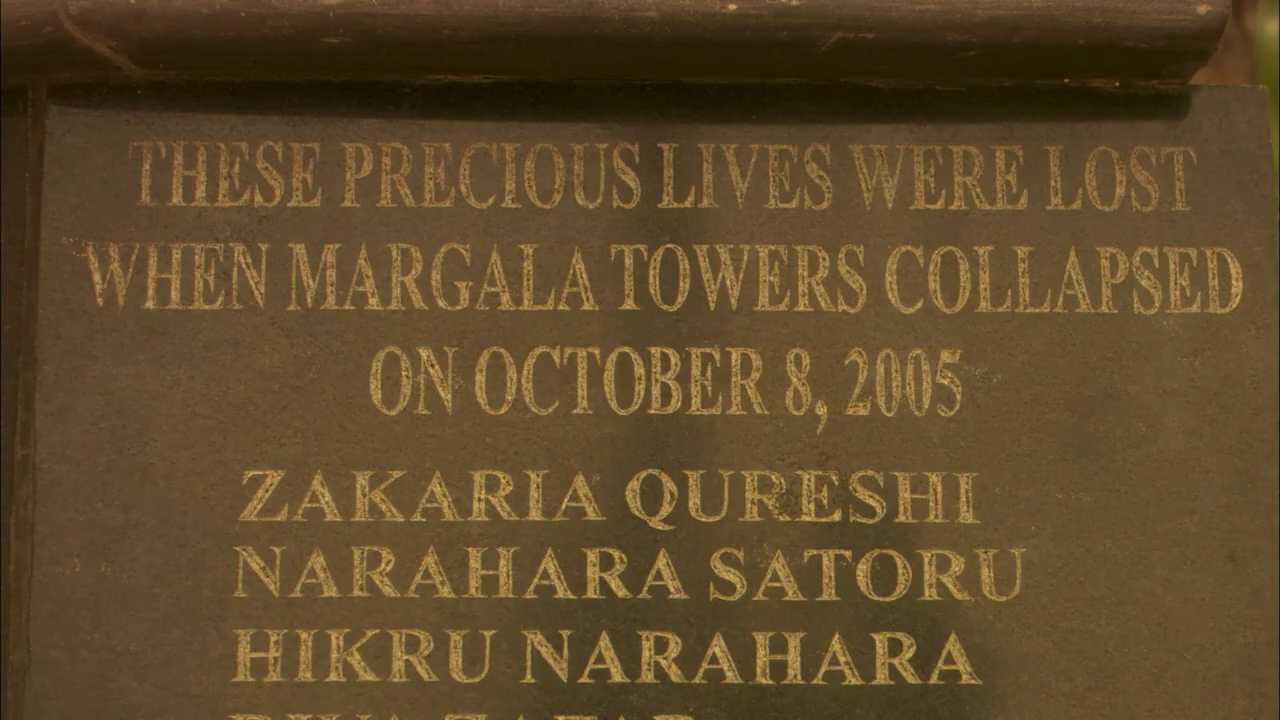 THESE PRECIOUS LIVES WERE LOST
WHEN MARGALA TOWERS COLLAPSED
ON OCTOBER 8, 2005
ZAKARIA QURESHI
NARAHARA SATORU
HIKRU NARAHARA